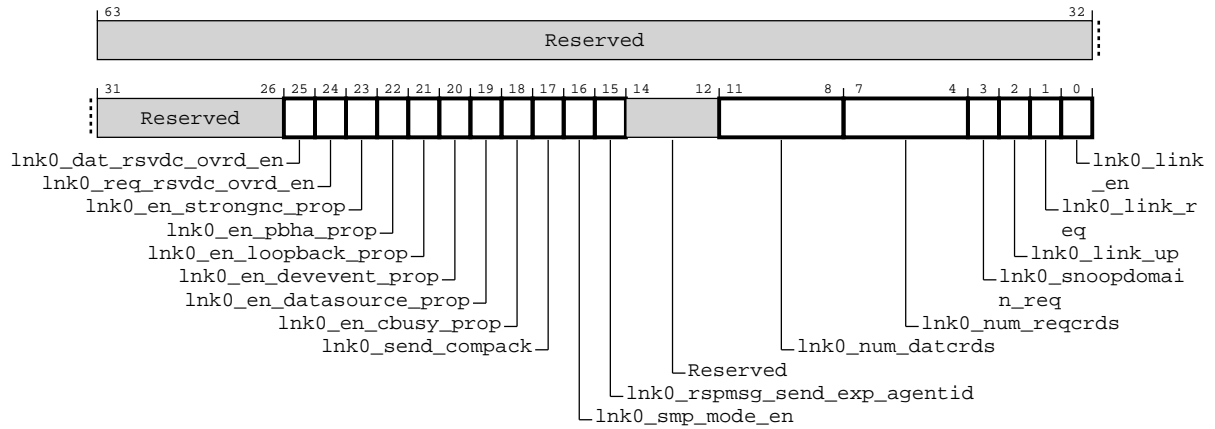 63 32
Reserved
31 26 25 24 23 22 21 20 19 18 17 16 15 14 12 11 8 7 4 3 2 1 0
Reserved
lnk0_dat_rsvdc_ovrd_en lnk0_link
_en
lnk0_req_rsvdc_ovrd_en
lnk0_en_strongnc_prop lnk0_link_r
eq
lnk0_en_pbha_prop
lnk0_en_loopback_prop lnk0_link_up
lnk0_en_devevent_prop lnk0_snoopdomai
n_req
lnk0_en_datasource_prop
lnk0_en_cbusy_prop lnk0_num_reqcrds
lnk0_send_compack lnk0_num_datcrds
Reserved
lnk0_rspmsg_send_exp_agentid
lnk0_smp_mode_en